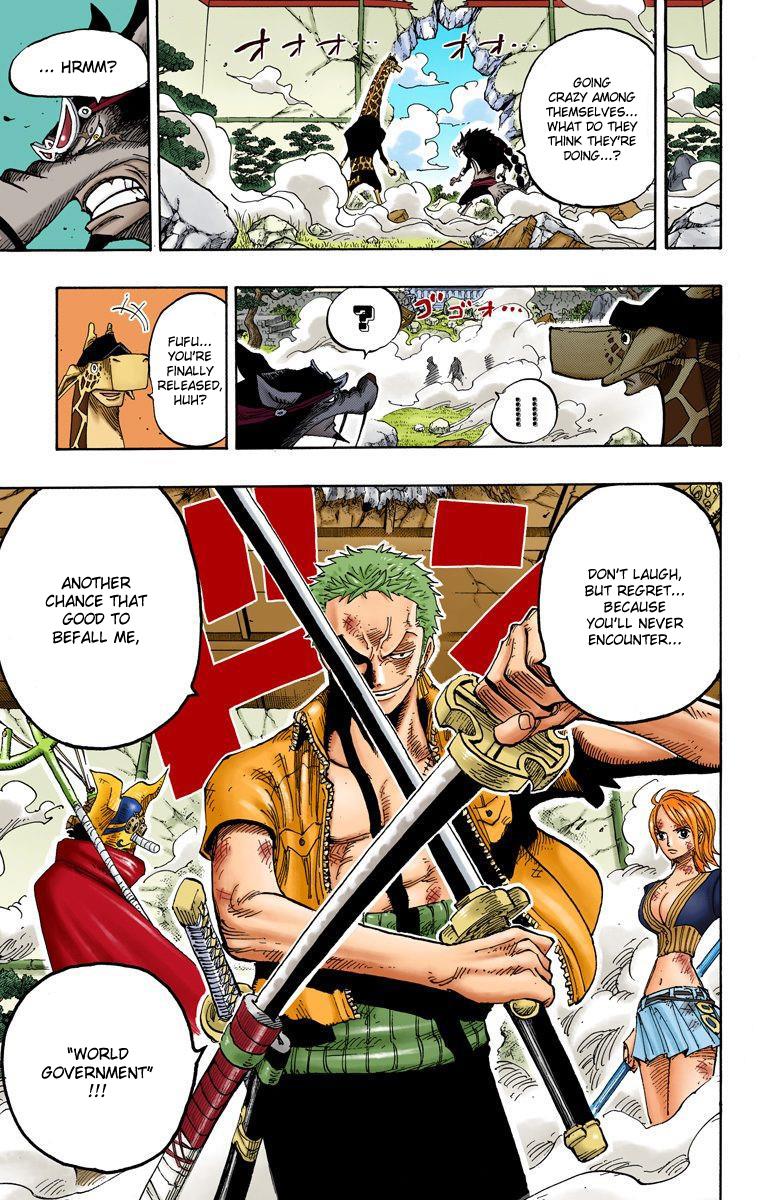 GOING
CRAZY AMONG
THEMSELVES...
WHAT DO THEY
THINK THEY'RE
DOING...?
オオオ…
オ…
... HRMM?
ゴゴォ…
?
!!
FUFU...
YOU'RE
FINALLY
RELEASED,
HUH?
DON'T LAUGH,
BUT REGRET...
BECAUSE
YOU'LL NEVER
ENCOUNTER...
ANOTHER
CHANCE THAT
GOOD TO
BEFALL ME,
"WORLD
GOVERNMENT"
!!!